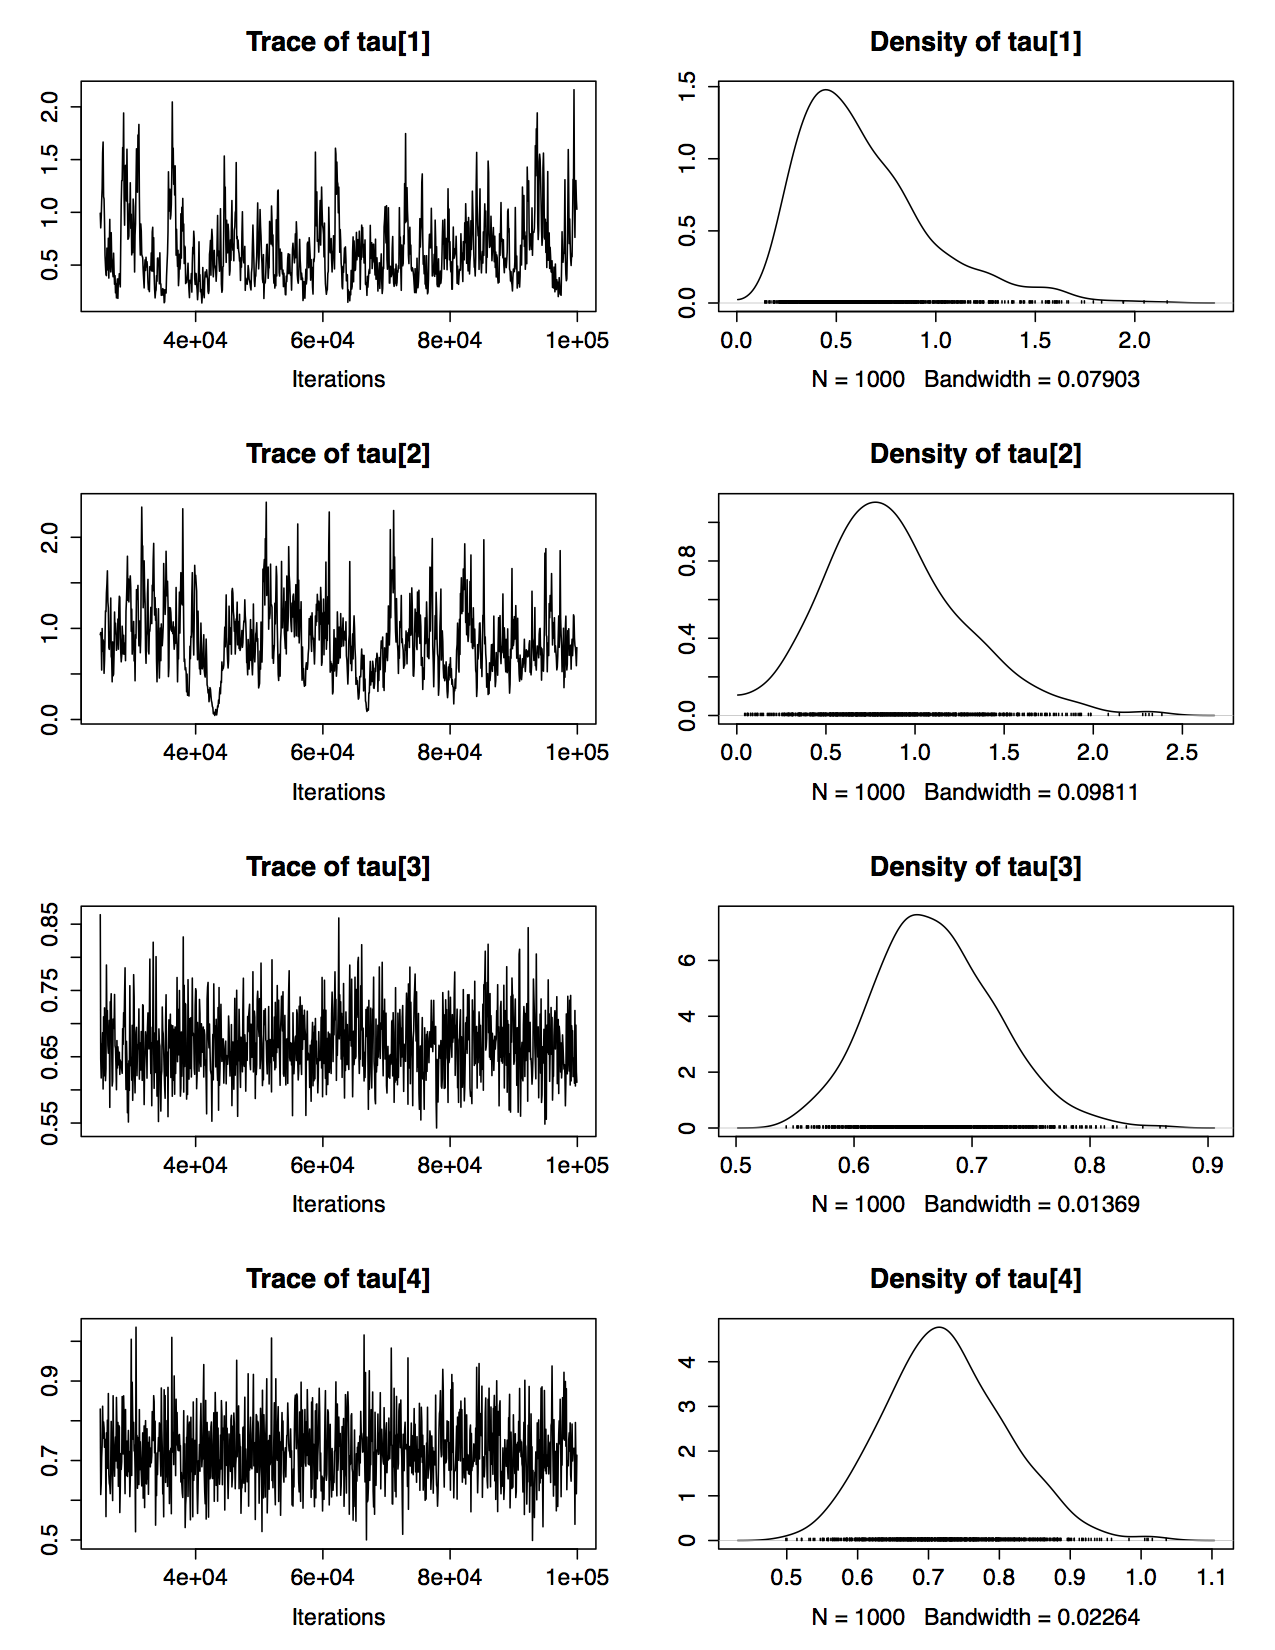 Trace of tau[1]
Density of tau[1]
0.5 1.0 1.5 2.0
4e+04 6e+04 8e+04 1e+05
Iterations
0.0 0.5 1.0 1.5
0.0 0.5 1.0 1.5 2.0
N = 1000 Bandwidth = 0.07903
Trace of tau[2]
Density of tau[2]
0.0 1.0 2.0
4e+04 6e+04 8e+04 1e+05
Iterations
0.0 0.4 0.8
0.0 0.5 1.0 1.5 2.0 2.5
N = 1000 Bandwidth = 0.09811
Trace of tau[3]
Density of tau[3]
0.55 0.65 0.75 0.85
4e+04 6e+04 8e+04 1e+05
Iterations
0 2 4 6
0.5 0.6 0.7 0.8 0.9
N = 1000 Bandwidth = 0.01369
Trace of tau[4]
Density of tau[4]
0.5 0.7 0.9
4e+04 6e+04 8e+04 1e+05
Iterations
0 1 2 3 4
0.5 0.6 0.7 0.8 0.9 1.0 1.1
N = 1000 Bandwidth = 0.02264